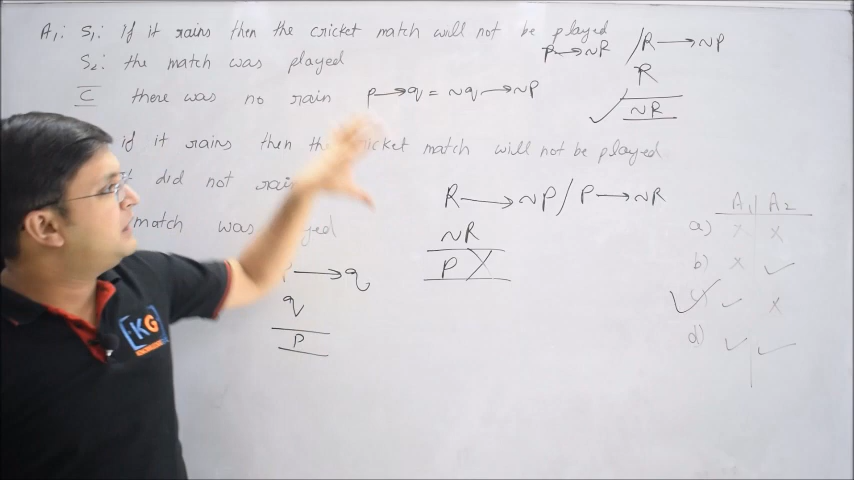 A1: S1: If it rains then the cricket match will not be played
P→~R /R→~P
S2: the match was played
R
C there was no rain p→q = ~q→~p
~R
if it rains then the cricket match will not be played
did not rain
R→~P / P→~R
match was played
~R
P
→q
q
P
A1 A2
a) X X
b) X ✓
c) ✓ X
d) ✓ ✓
KG